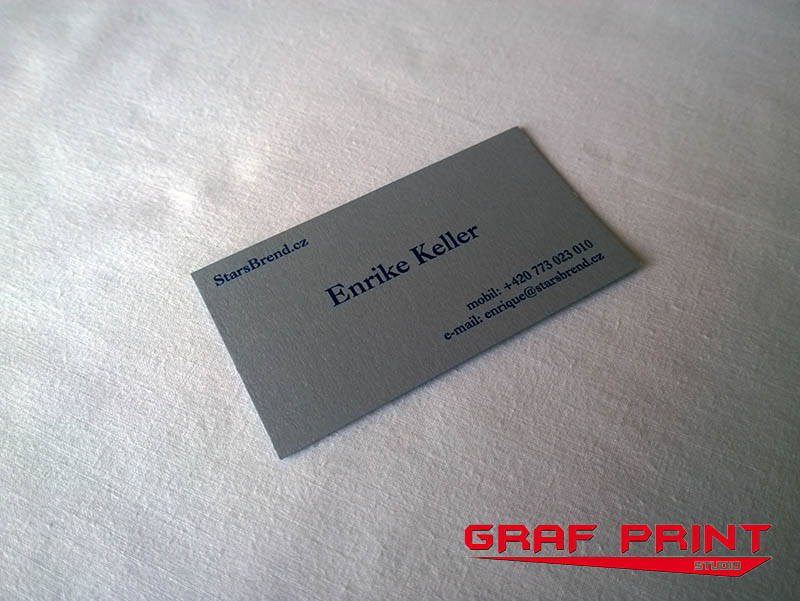 StarsBrend.cz
Enrike Keller
mobil: +420 773 023 010
e-mail: enrique@starsbrend.cz
GRAF PRINT
STUDIO